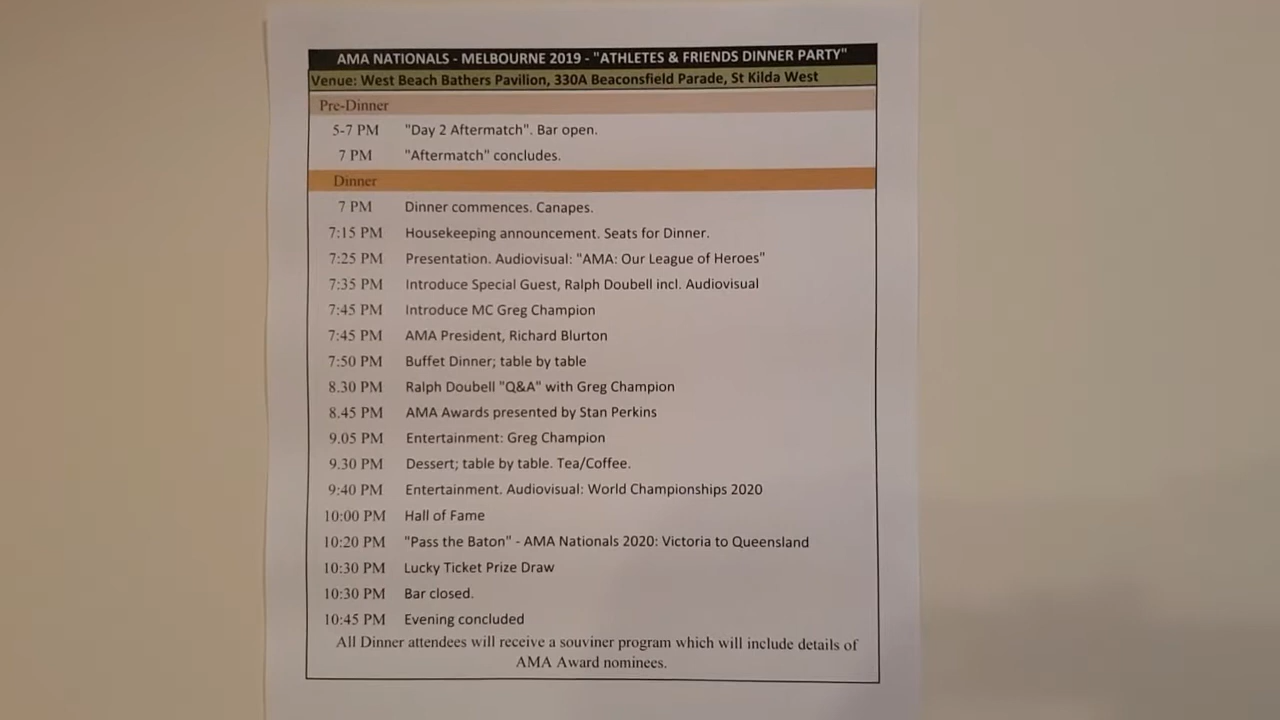 AMA NATIONALS - MELBOURNE 2019 - "ATHLETES & FRIENDS DINNER PARTY"
Venue: West Beach Bathers Pavilion, 330A Beaconsfield Parade, St Kilda West
Pre-Dinner
5-7 PM "Day 2 Aftermatch". Bar open.
7 PM "Aftermatch" concludes.
Dinner
7 PM Dinner commences. Canapes.
7:15 PM Housekeeping announcement. Seats for Dinner.
7:25 PM Presentation. Audiovisual: "AMA: Our League of Heroes"
7:35 PM Introduce Special Guest, Ralph Doubell incl. Audiovisual
7:45 PM Introduce MC Greg Champion
7:45 PM AMA President, Richard Blurton
7:50 PM Buffet Dinner; table by table
8.30 PM Ralph Doubell "Q&A" with Greg Champion
8.45 PM AMA Awards presented by Stan Perkins
9.05 PM Entertainment: Greg Champion
9.30 PM Dessert; table by table. Tea/Coffee.
9:40 PM Entertainment. Audiovisual: World Championships 2020
10:00 PM Hall of Fame
10:20 PM "Pass the Baton" - AMA Nationals 2020: Victoria to Queensland
10:30 PM Lucky Ticket Prize Draw
10:30 PM Bar closed.
10:45 PM Evening concluded
All Dinner attendees will receive a souviner program which will include details of
AMA Award nominees.